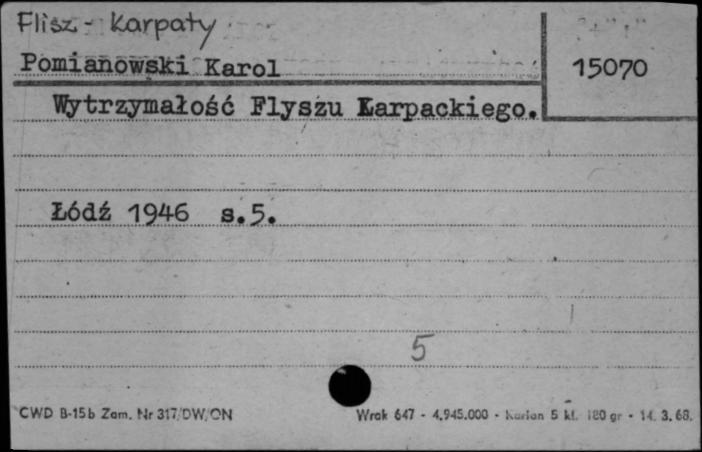 Flisz - Karpaty
Pomianowski Karol
15070
Wytrzymałość Flyszu Karpackiego.
Łódź 1946 s.5.
5
CWD B-15b Zam. Nr 317/DW/ON Wrak 647 - 4.945.000 - Karton 5 kl. 180 gr - 14. 3. 68.